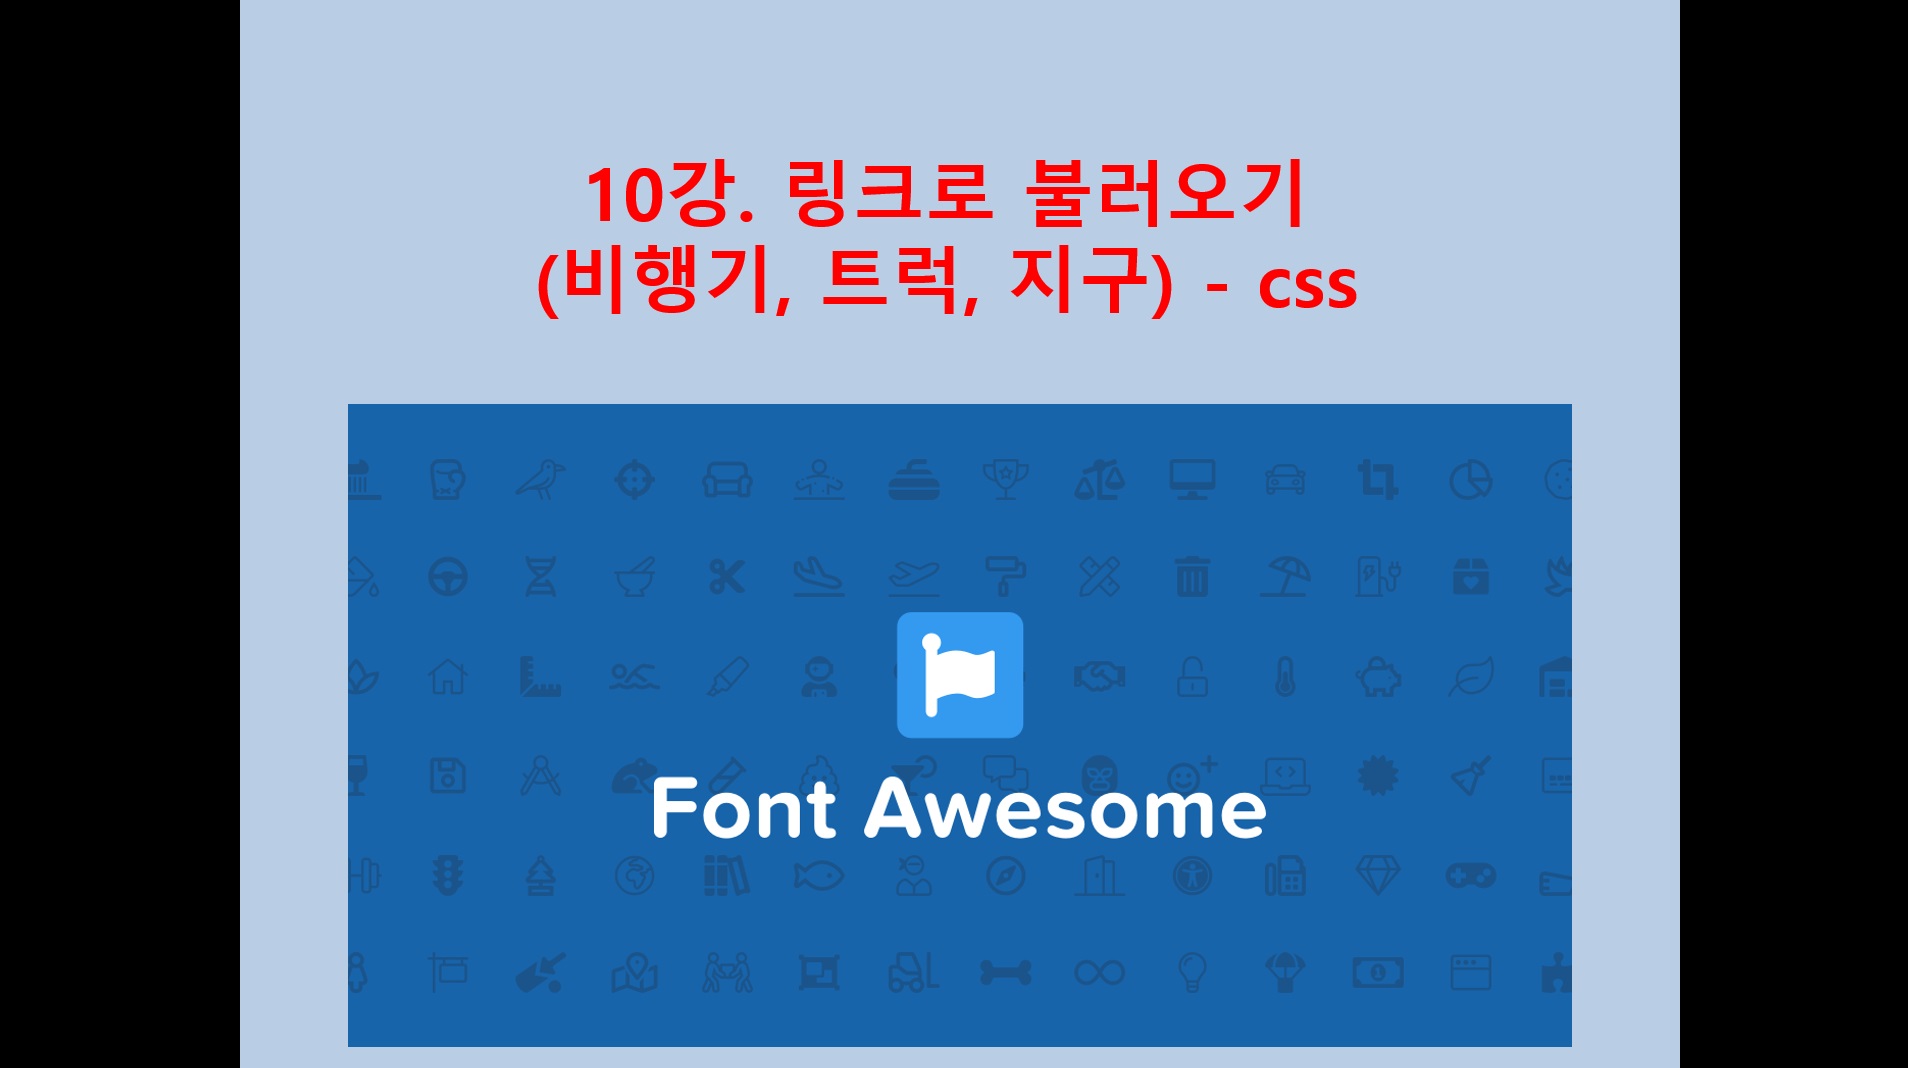 10강. 링크로 불러오기
(비행기, 트럭, 지구) - css
Font Awesome